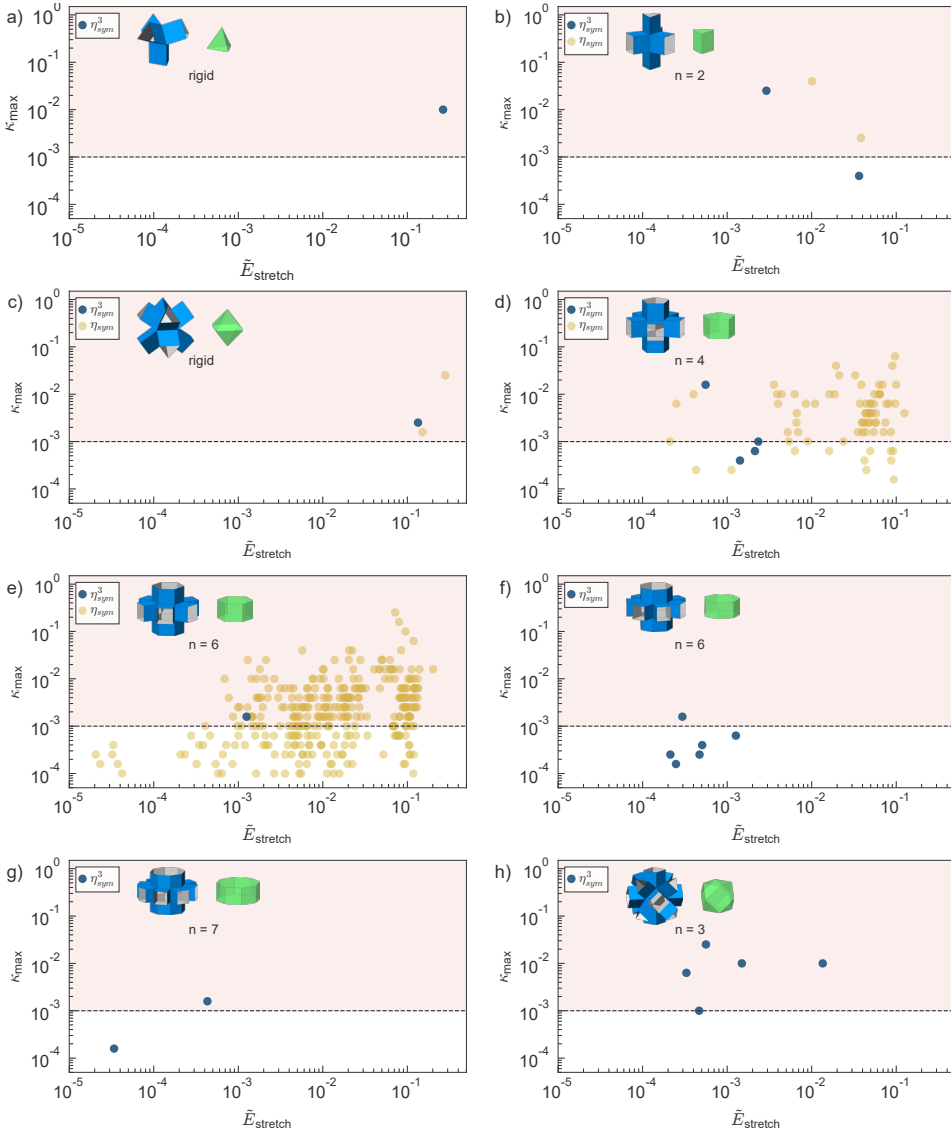 a)
10^0
10^-1
10^-2
10^-3
10^-4
κ_max
η^3_sym
rigid
10^-5 10^-4 10^-3 10^-2 10^-1
Ẽ_stretch
b)
10^0
10^-1
10^-2
10^-3
10^-4
κ_max
η^3_sym
η_sym
n = 2
10^-5 10^-4 10^-3 10^-2 10^-1
Ẽ_stretch
c)
10^0
10^-1
10^-2
10^-3
10^-4
κ_max
η^3_sym
η_sym
rigid
10^-5 10^-4 10^-3 10^-2 10^-1
Ẽ_stretch
d)
10^0
10^-1
10^-2
10^-3
10^-4
κ_max
η^3_sym
η_sym
n = 4
10^-5 10^-4 10^-3 10^-2 10^-1
Ẽ_stretch
e)
10^0
10^-1
10^-2
10^-3
10^-4
κ_max
η^3_sym
η_sym
n = 6
10^-5 10^-4 10^-3 10^-2 10^-1
Ẽ_stretch
f)
10^0
10^-1
10^-2
10^-3
10^-4
κ_max
η^3_sym
n = 6
10^-5 10^-4 10^-3 10^-2 10^-1
Ẽ_stretch
g)
10^0
10^-1
10^-2
10^-3
10^-4
κ_max
η^3_sym
n = 7
10^-5 10^-4 10^-3 10^-2 10^-1
Ẽ_stretch
h)
10^0
10^-1
10^-2
10^-3
10^-4
κ_max
η^3_sym
n = 3
10^-5 10^-4 10^-3 10^-2 10^-1
Ẽ_stretch